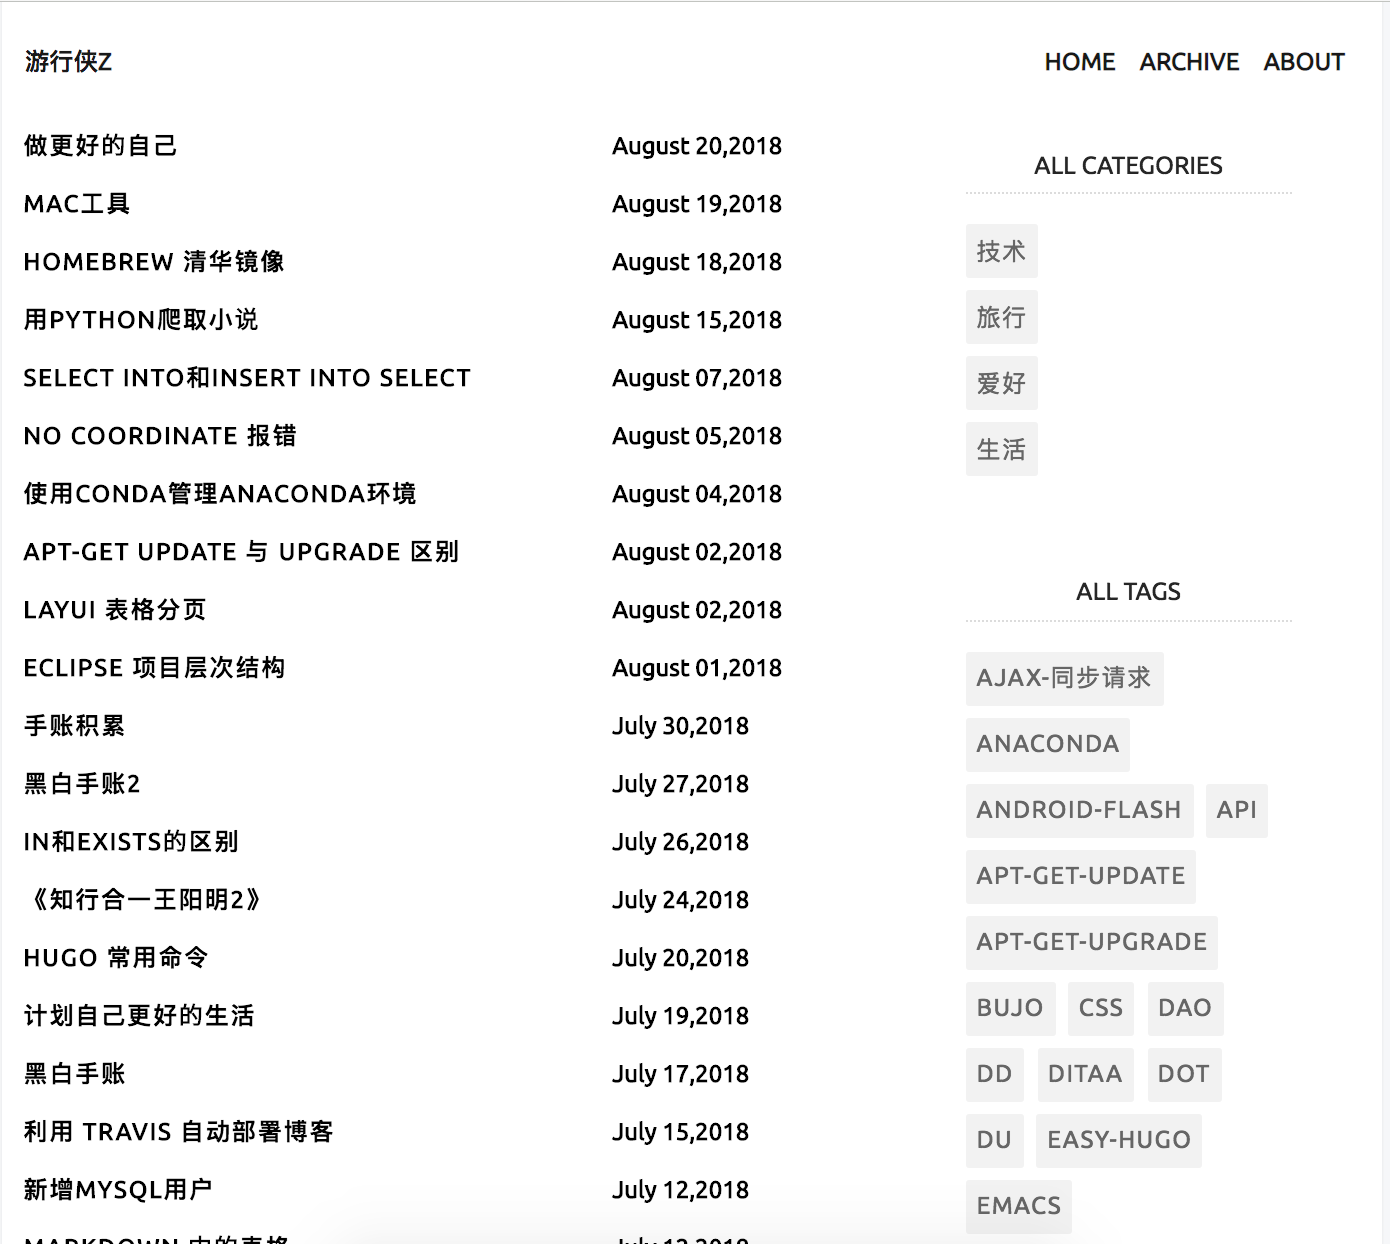 游行侠Z HOME ARCHIVE ABOUT
做更好的自己 August 20,2018
MAC工具 August 19,2018
HOMEBREW 清华镜像 August 18,2018
用PYTHON爬取小说 August 15,2018
SELECT INTO和INSERT INTO SELECT August 07,2018
NO COORDINATE 报错 August 05,2018
使用CONDA管理ANACONDA环境 August 04,2018
APT-GET UPDATE 与 UPGRADE 区别 August 02,2018
LAYUI 表格分页 August 02,2018
ECLIPSE 项目层次结构 August 01,2018
手账积累 July 30,2018
黑白手账2 July 27,2018
IN和EXISTS的区别 July 26,2018
《知行合一王阳明2》 July 24,2018
HUGO 常用命令 July 20,2018
计划自己更好的生活 July 19,2018
黑白手账 July 17,2018
利用 TRAVIS 自动部署博客 July 15,2018
新增MYSQL用户 July 12,2018
MARKDOWN 中的表格 July 12,2018
ALL CATEGORIES
技术
旅行
爱好
生活
ALL TAGS
AJAX-同步请求
ANACONDA
ANDROID-FLASH API
APT-GET-UPDATE
APT-GET-UPGRADE
BUJO CSS DAO
DD DITAA DOT
DU EASY-HUGO
EMACS